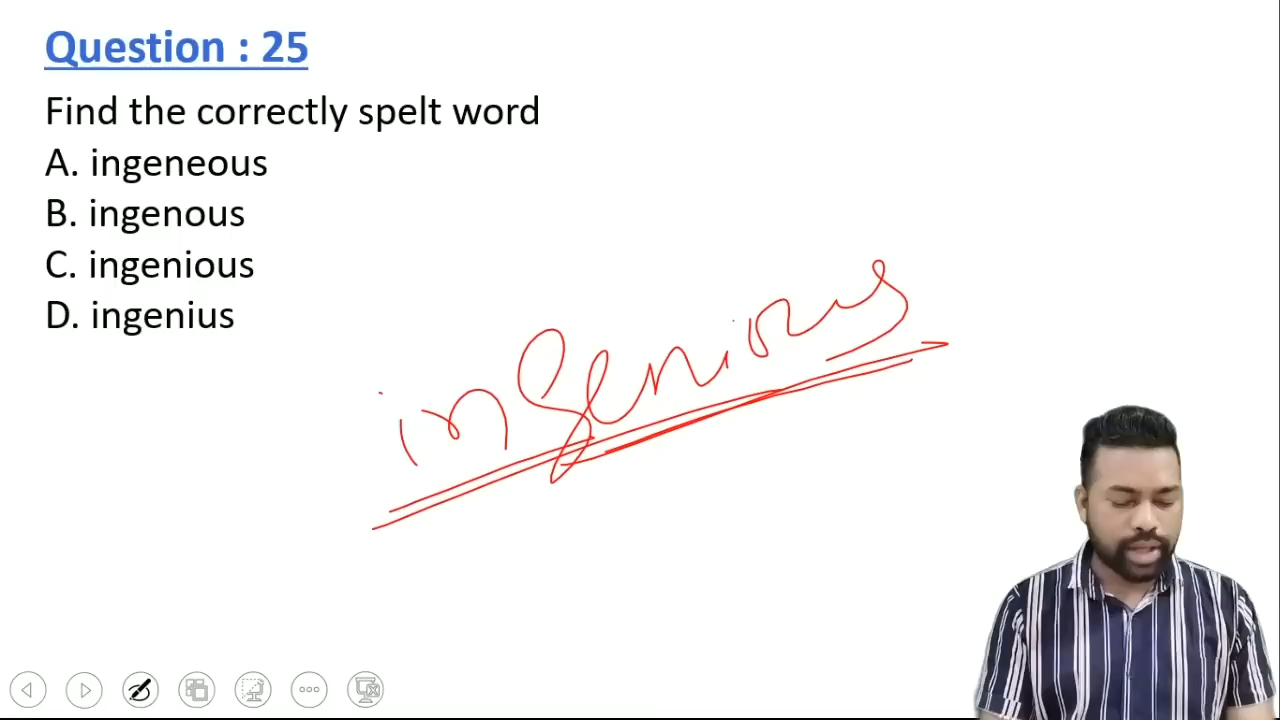 Question : 25
Find the correctly spelt word
A. ingeneous
B. ingenous
C. ingenious
D. ingenius
ingenious